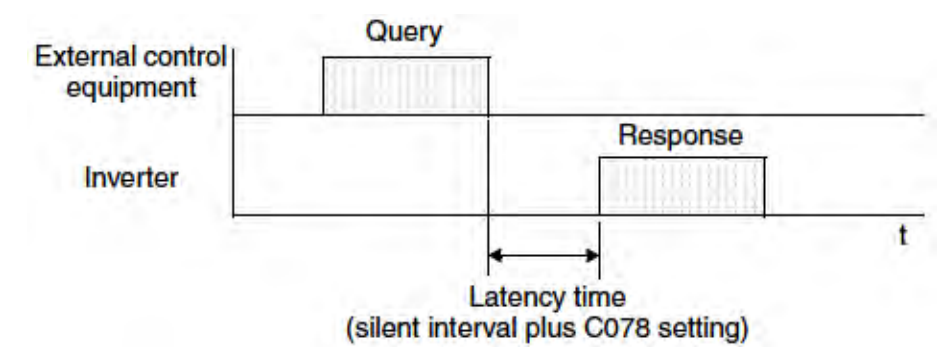 Query
External control
equipment
Response
Inverter
t
Latency time
(silent interval plus C078 setting)